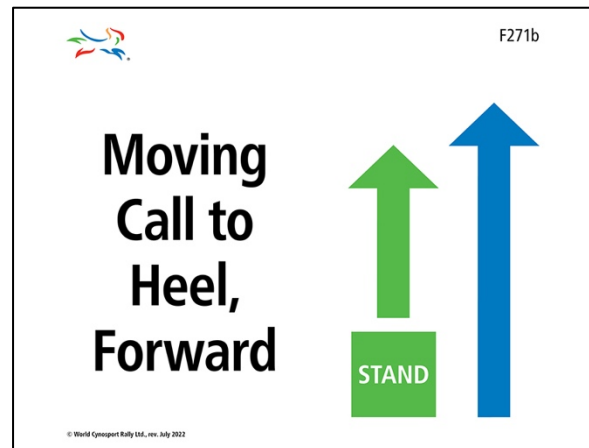 F271b
Moving
Call to
Heel,
Forward
STAND
© World Cynosport Rally Ltd., rev. July 2022